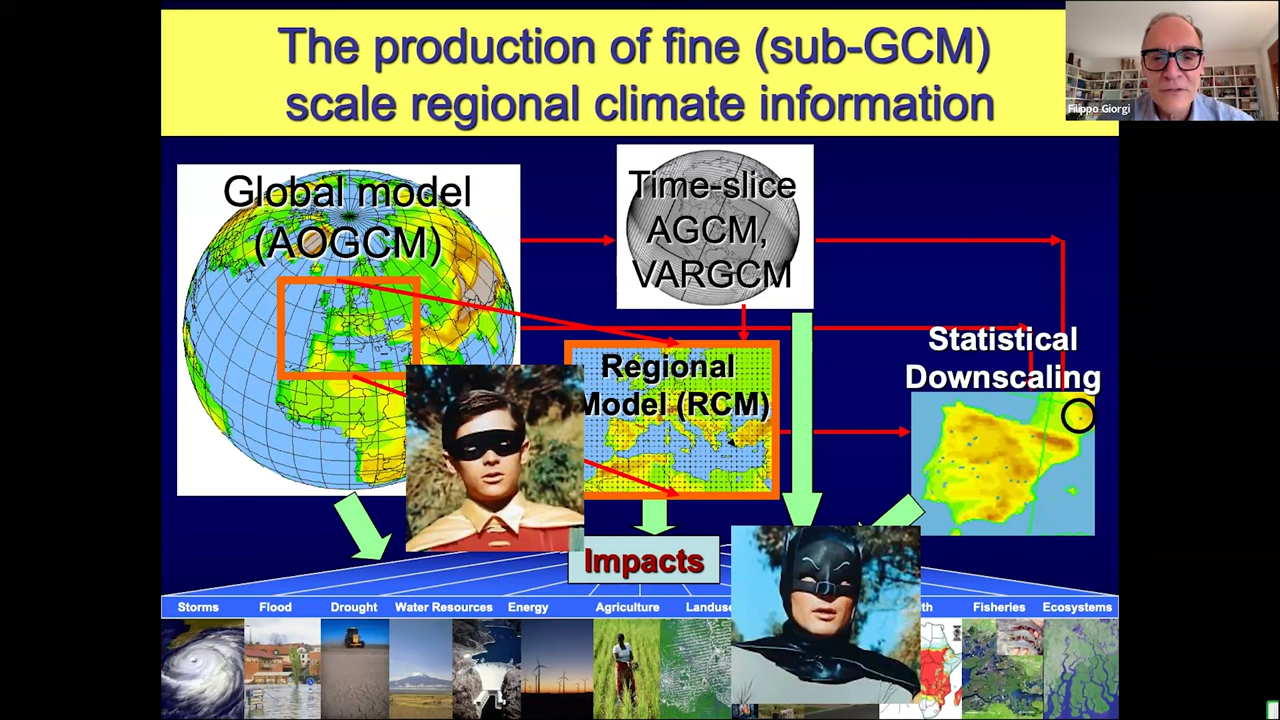 The production of fine (sub-GCM)
scale regional climate information
Filippo Giorgi
Global model
(AOGCM)
Time-slice
AGCM,
VARGCM
Regional
Model (RCM)
Statistical
Downscaling
Impacts
Storms
Flood
Drought
Water Resources
Energy
Agriculture
Fisheries
Ecosystems